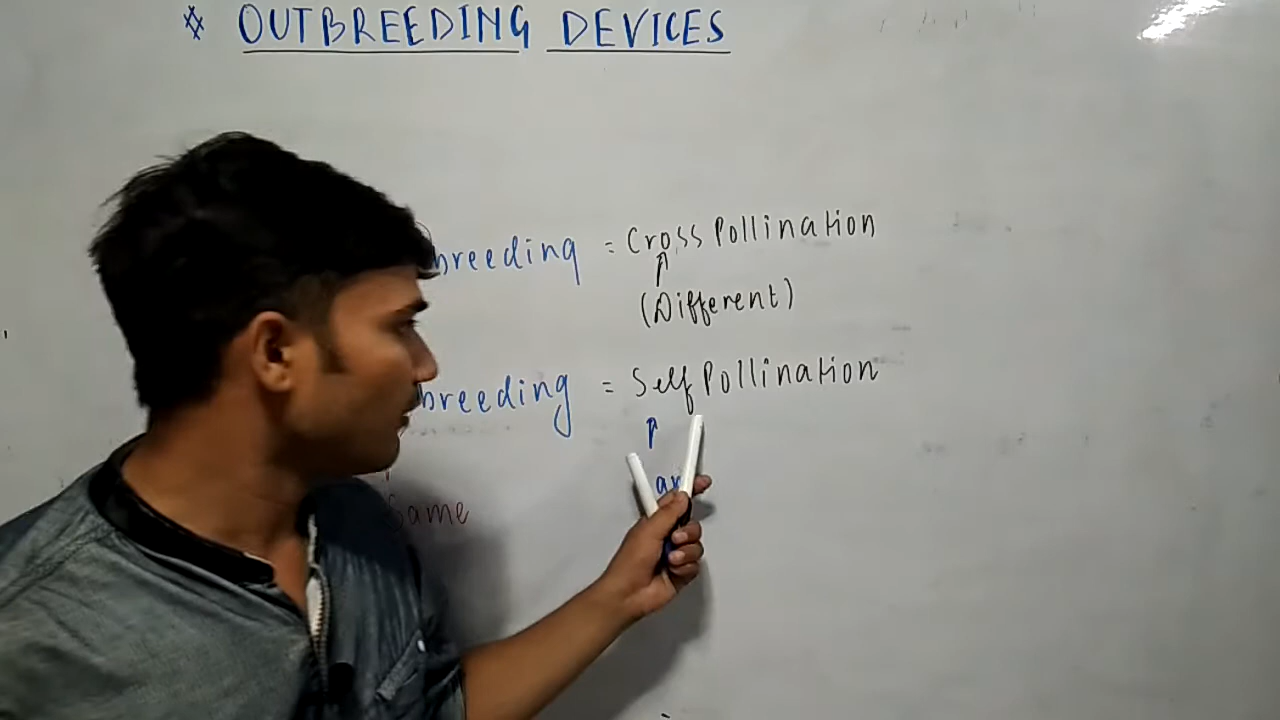 * OUTBREEDING DEVICES
breeding = Cross Pollination
(Different)
breeding = Self Pollination
Same